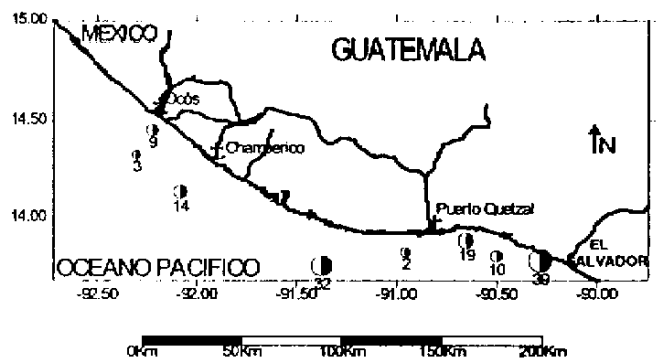 15.00
MEXICO
GUATEMALA
Ocós
14.50
9
N
3
Champerico
14
14.00
Puerto Quetzal
2
19
10
EL
SALVADOR
39
OCEANO PACIFICO
32
-92.50 -92.00 -91.50 -91.00 -90.50 -90.00
0Km 50Km 100Km 150Km 200Km